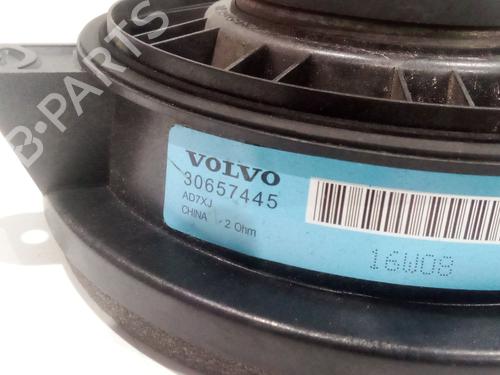 VOLVO
30657445
AD7XJ
CHINA 2 Ohm
16W08
B-PARTS